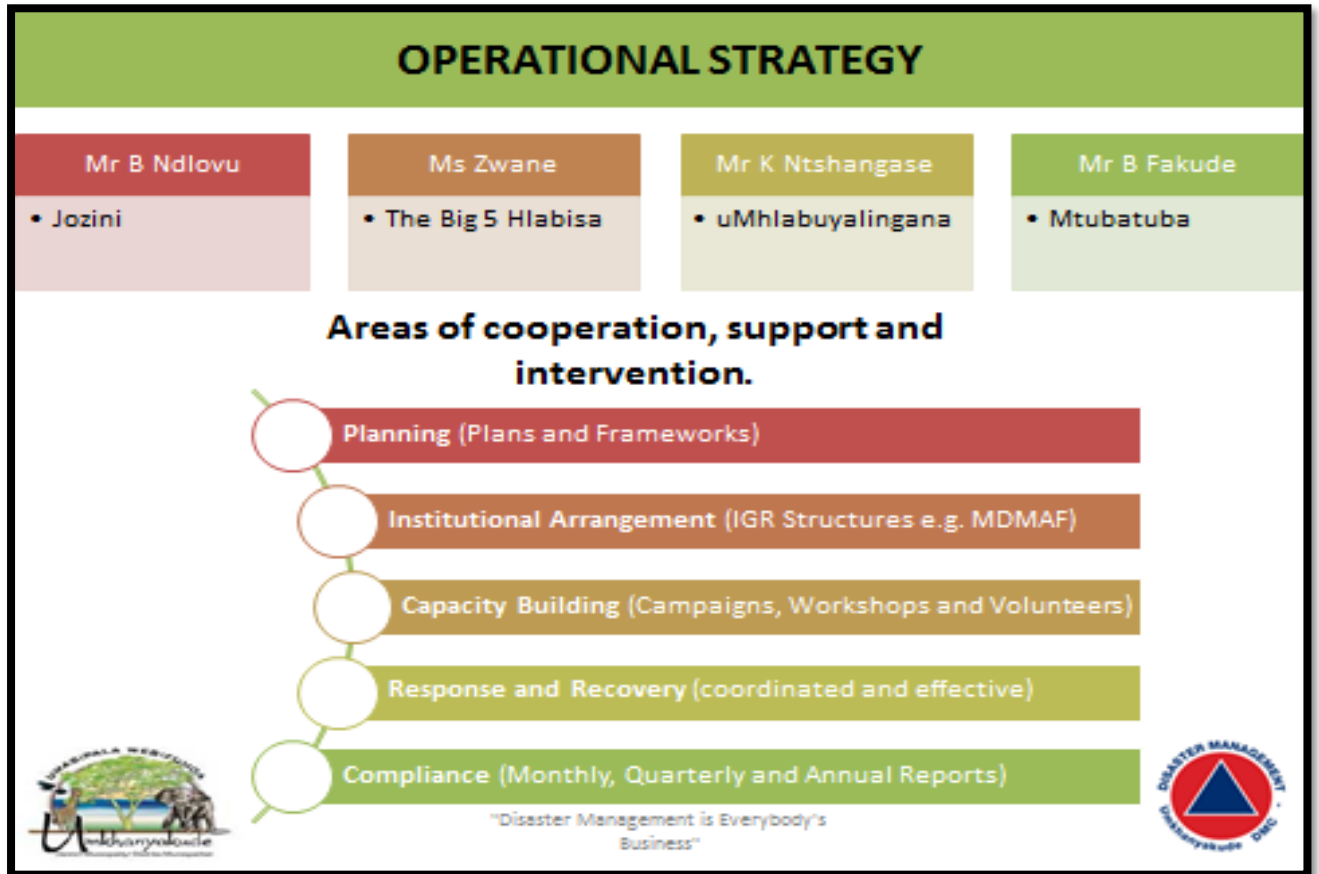 OPERATIONAL STRATEGY
Mr B Ndlovu
• Jozini
Ms Zwane
• The Big 5 Hlabisa
Mr K Ntshangase
• uMhlabuyalingana
Mr B Fakude
• Mtubatuba
Areas of cooperation, support and
intervention.
Planning (Plans and Frameworks)
Institutional Arrangement (IGR Structures e.g. MDMAF)
Capacity Building (Campaigns, Workshops and Volunteers)
Response and Recovery (coordinated and effective)
Compliance (Monthly, Quarterly and Annual Reports)
"Disaster Management is Everybody's
Business"
Umkhanyakude
DISASTER MANAGEMENT -
Umkhanyakude DMC